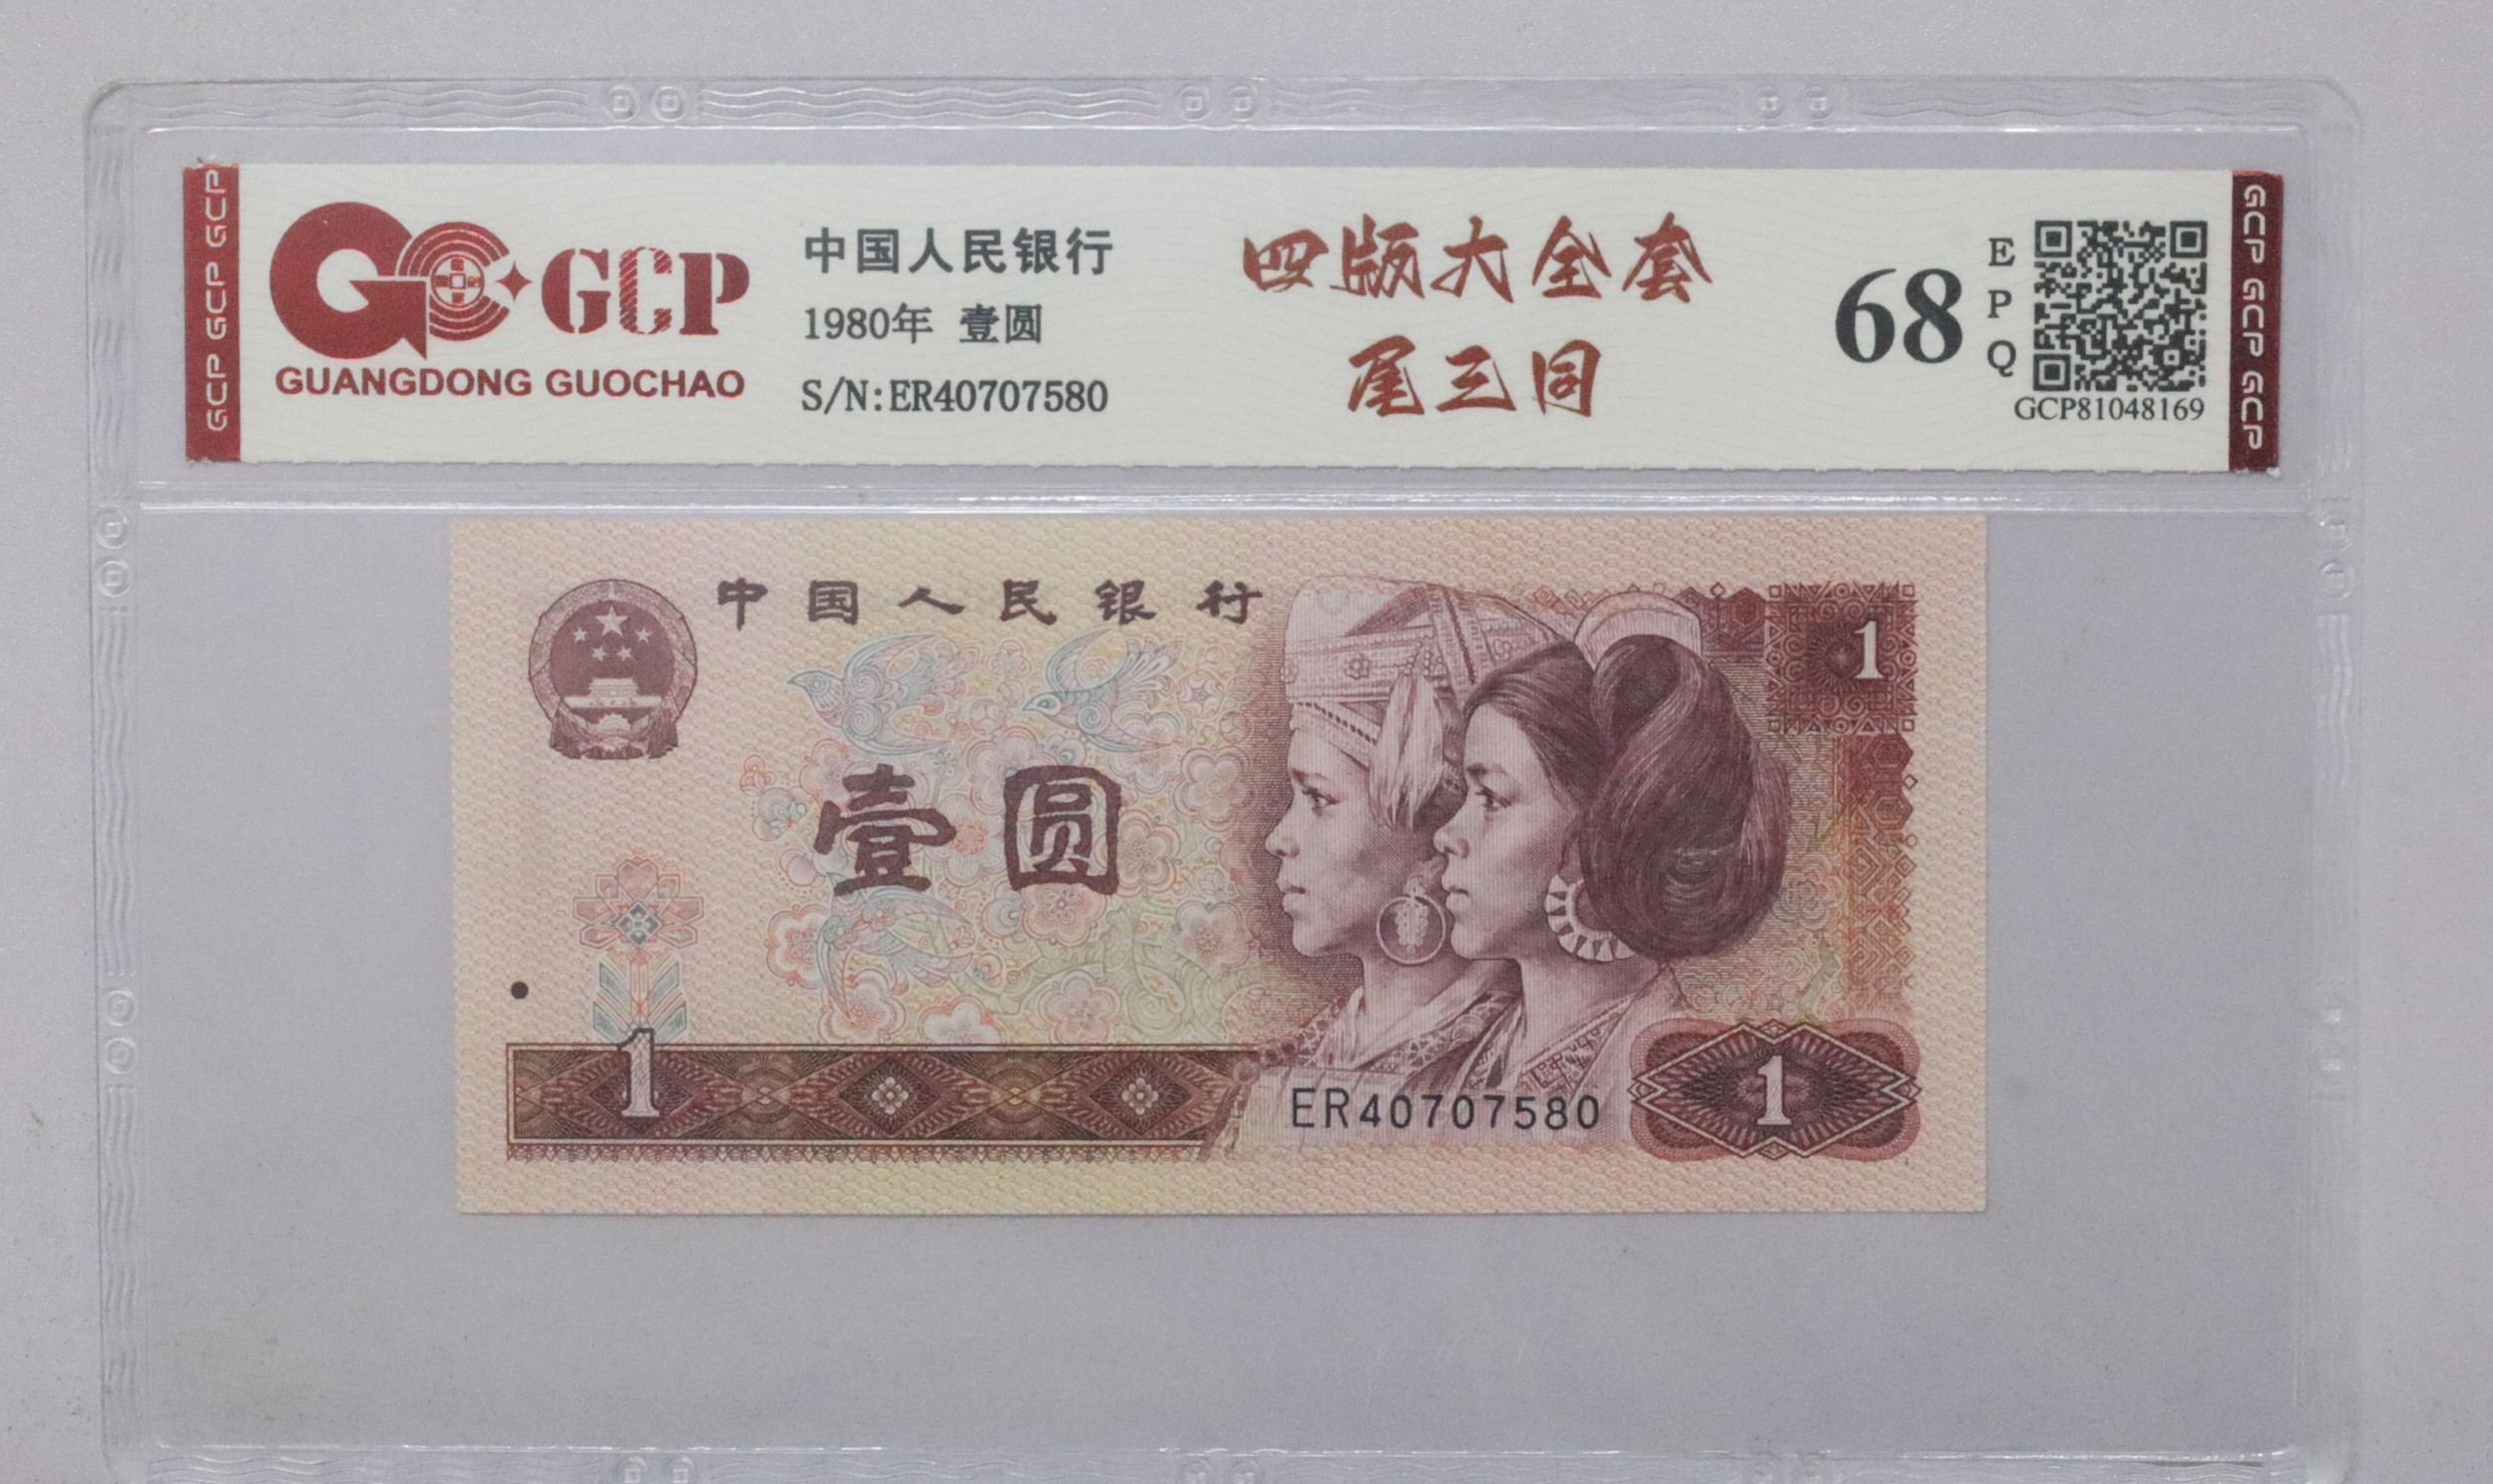 GCP GCP GCP
GCP
GUANGDONG GUOCHAO
中国人民银行
1980年 壹圆
S/N:ER40707580
四版大全套
尾三同
68
E
P
Q
GCP81048169
GCP GCP GCP
中国人民银行
1
壹圆
1
ER40707580
1